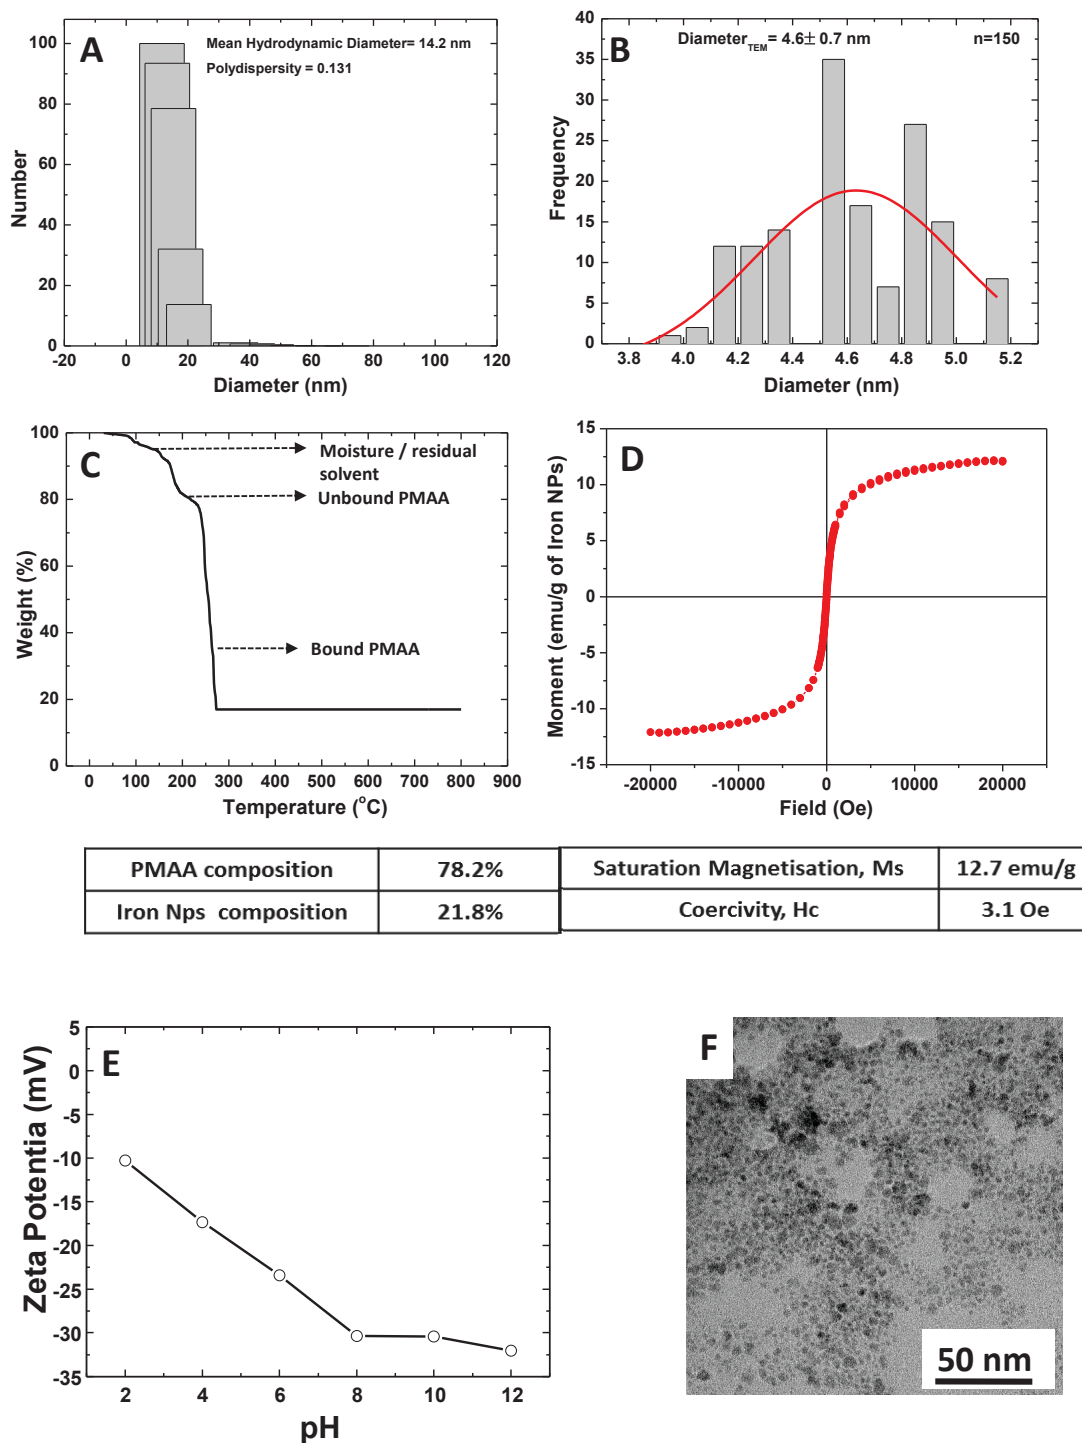 A
Mean Hydrodynamic Diameter= 14.2 nm
Polydispersity = 0.131
Number
100
80
60
40
20
0
-20 0 20 40 60 80 100 120
Diameter (nm)
B
Diameter TEM = 4.6± 0.7 nm n=150
Frequency
40
35
30
25
20
15
10
5
0
3.8 4.0 4.2 4.4 4.6 4.8 5.0 5.2
Diameter (nm)
C
Moisture / residual
solvent
Unbound PMAA
Bound PMAA
Weight (%)
100
80
60
40
20
0
0 100 200 300 400 500 600 700 800 900
Temperature (°C)
D
Moment (emu/g of Iron NPs)
15
10
5
0
-5
-10
-15
-20000 -10000 0 10000 20000
Field (Oe)
PMAA composition 78.2% Saturation Magnetisation, Ms 12.7 emu/g
Iron Nps composition 21.8% Coercivity, Hc 3.1 Oe
E
Zeta Potentia (mV)
5
0
-5
-10
-15
-20
-25
-30
-35
2 4 6 8 10 12
pH
F
50 nm